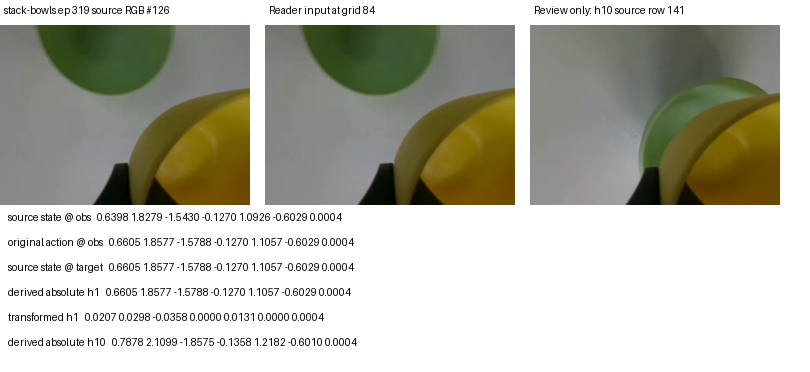 stack-bowls ep 319 source RGB #126
Reader input at grid 84
Review only: h10 source row 141
source state @ obs 0.6398 1.8279 -1.5430 -0.1270 1.0926 -0.6029 0.0004
original action @ obs 0.6605 1.8577 -1.5788 -0.1270 1.1057 -0.6029 0.0004
source state @ target 0.6605 1.8577 -1.5788 -0.1270 1.1057 -0.6029 0.0004
derived absolute h1 0.6605 1.8577 -1.5788 -0.1270 1.1057 -0.6029 0.0004
transformed h1 0.0207 0.0298 -0.0358 0.0000 0.0131 0.0000 0.0004
derived absolute h10 0.7878 2.1099 -1.8575 -0.1358 1.2182 -0.6010 0.0004